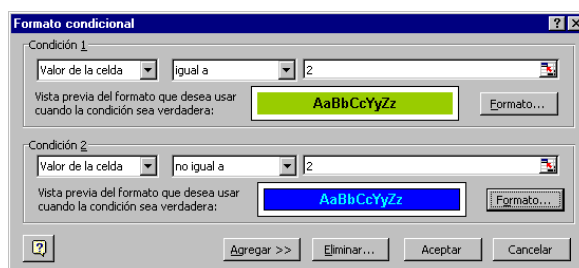 Formato condicional
Condición 1
Valor de la celda igual a 2
Vista previa del formato que desea usar
cuando la condición sea verdadera:
AaBbCcYyZz
Formato...
Condición 2
Valor de la celda no igual a 2
Vista previa del formato que desea usar
cuando la condición sea verdadera:
AaBbCcYyZz
Formato...
Agregar >> Eliminar... Aceptar Cancelar